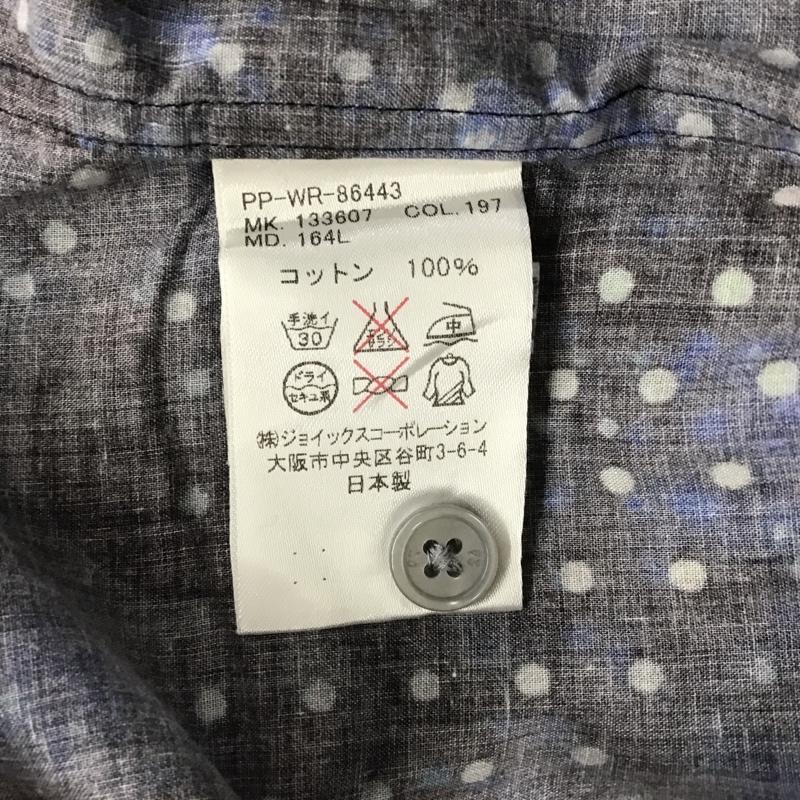 PP-WR-86443
MK. 133607 COL. 197
MD. 164L
コットン 100%
手洗イ
30
中
ドライ
セキユ系
㈱ジョイックスコーポレーション
大阪市中央区谷町3-6-4
日本製